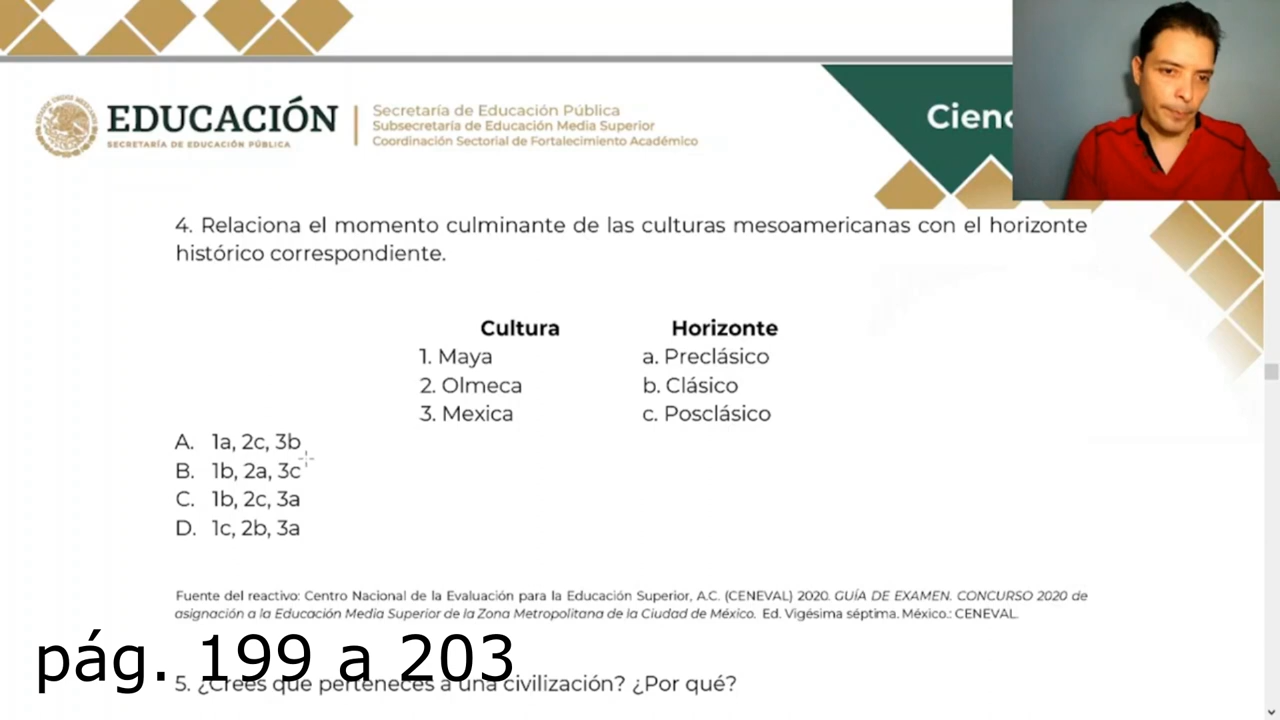 EDUCACIÓN
SECRETARÍA DE EDUCACIÓN PÚBLICA
Secretaría de Educación Pública
Subsecretaría de Educación Media Superior
Coordinación Sectorial de Fortalecimiento Académico
4. Relaciona el momento culminante de las culturas mesoamericanas con el horizonte
histórico correspondiente.
Cultura Horizonte
1. Maya a. Preclásico
2. Olmeca b. Clásico
3. Mexica c. Posclásico
A. 1a, 2c, 3b
B. 1b, 2a, 3c
C. 1b, 2c, 3a
D. 1c, 2b, 3a
Fuente del reactivo: Centro Nacional de la Evaluación para la Educación Superior, A.C. (CENEVAL) 2020. GUÍA DE EXAMEN. CONCURSO 2020 de
asignación a la Educación Media Superior de la Zona Metropolitana de la Ciudad de México. Ed. Vigésima séptima. México.: CENEVAL.
pág. 199 a 203
5. ¿Crees que perteneces a una civilización? ¿Por qué?